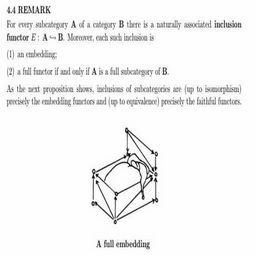 4.4 REMARK
For every subcategory A of a category B there is a naturally associated inclusion
functor E : A ↪ B. Moreover, each such inclusion is
(1) an embedding;
(2) a full functor if and only if A is a full subcategory of B.
As the next proposition shows, inclusions of subcategories are (up to isomorphism)
precisely the embedding functors and (up to equivalence) precisely the faithful functors.
A full embedding